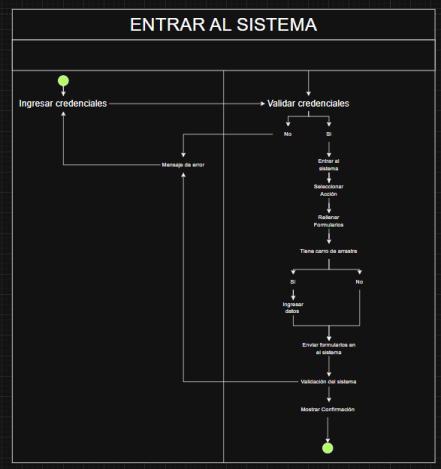 ENTRAR AL SISTEMA
Ingresar credenciales
Validar credenciales
No
Si
Mensaje de error
Entrar al
sistema
Seleccionar
Acción
Rellenar
Formularios
Tiene carro de arrastre
Si
No
Ingresar
datos
Enviar formularios en
el sistema
Validación del sistema
Mostrar Confirmación